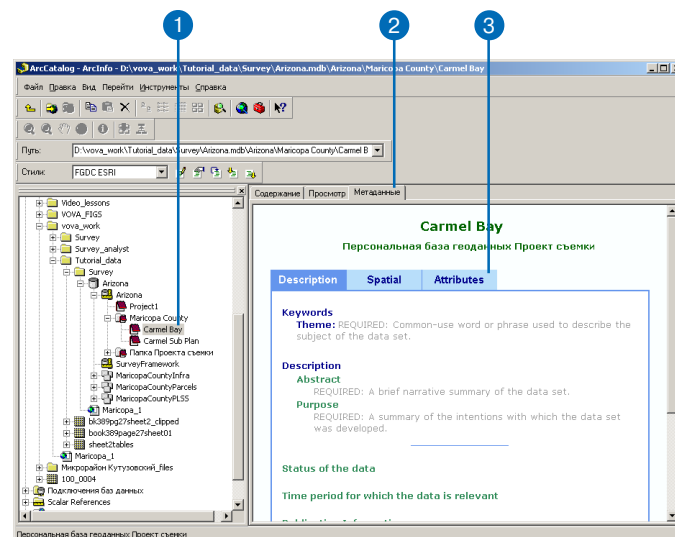 1 2 3
ArcCatalog - ArcInfo - D:\vova_work\Tutorial_data\Survey\Arizona.mdb\Arizona\Maricopa County\Carmel Bay
Файл Правка Вид Перейти Инструменты Справка
Путь: D:\vova_work\Tutorial_data\Survey\Arizona.mdb\Arizona\Maricopa County\Carmel B
Стили: FGDC ESRI
Содержание Просмотр Метаданные
Video_lessons
VOVA_FIGS
vova_work
Survey
Survey_analyst
Tutorial_data
Survey
Arizona
Arizona
Project1
Maricopa County
Carmel Bay
Carmel Sub Plan
Папка Проекта съемки
SurveyFramework
MaricopaCountyInfra
MaricopaCountyParcels
MaricopaCountyPLSS
Maricopa_1
bk389pg27sheet2_clipped
book389page27sheet01
sheet2tables
Maricopa_1
Микрорайон Кутузовский_files
100_0004
Подключения баз данных
Scalar References
Carmel Bay
Персональная база геоданных Проект съемки
Description Spatial Attributes
Keywords
Theme: REQUIRED: Common-use word or phrase used to describe the
subject of the data set.
Description
Abstract
REQUIRED: A brief narrative summary of the data set.
Purpose
REQUIRED: A summary of the intentions with which the data set
was developed.
Status of the data
Time period for which the data is relevant
Персональная база геоданных Проект съемки